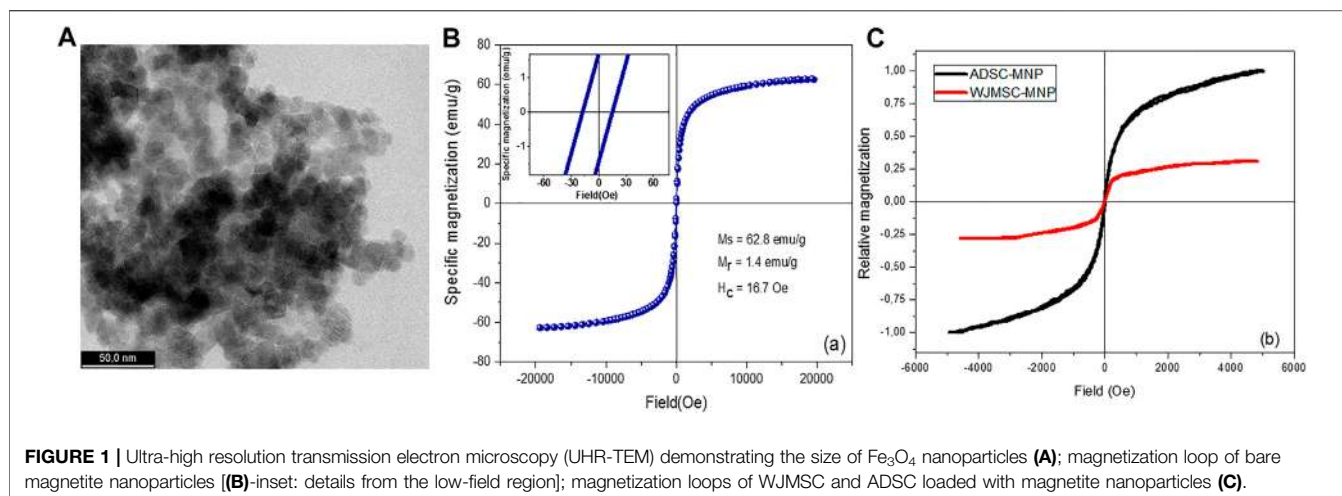 A
50,0 nm
B
80
60
40
20
0
-20
-40
-60
-80
Specific magnetization (emu/g)
-20000 -10000 0 10000 20000
Field(Oe)
Specific magnetization (emu/g)
1
0
-1
-60 -30 0 30 60
Field(Oe)
Ms = 62.8 emu/g
Mr = 1.4 emu/g
HC = 16.7 Oe
(a)
C
1,00
0,75
0,50
0,25
0,00
-0,25
-0,50
-0,75
-1,00
Relative magnetization
ADSC-MNP
WJMSC-MNP
(b)
-6000 -4000 -2000 0 2000 4000 6000
Field (Oe)
FIGURE 1 | Ultra-high resolution transmission electron microscopy (UHR-TEM) demonstrating the size of Fe₃O₄ nanoparticles (A); magnetization loop of bare
magnetite nanoparticles [(B)-inset: details from the low-field region]; magnetization loops of WJMSC and ADSC loaded with magnetite nanoparticles (C).